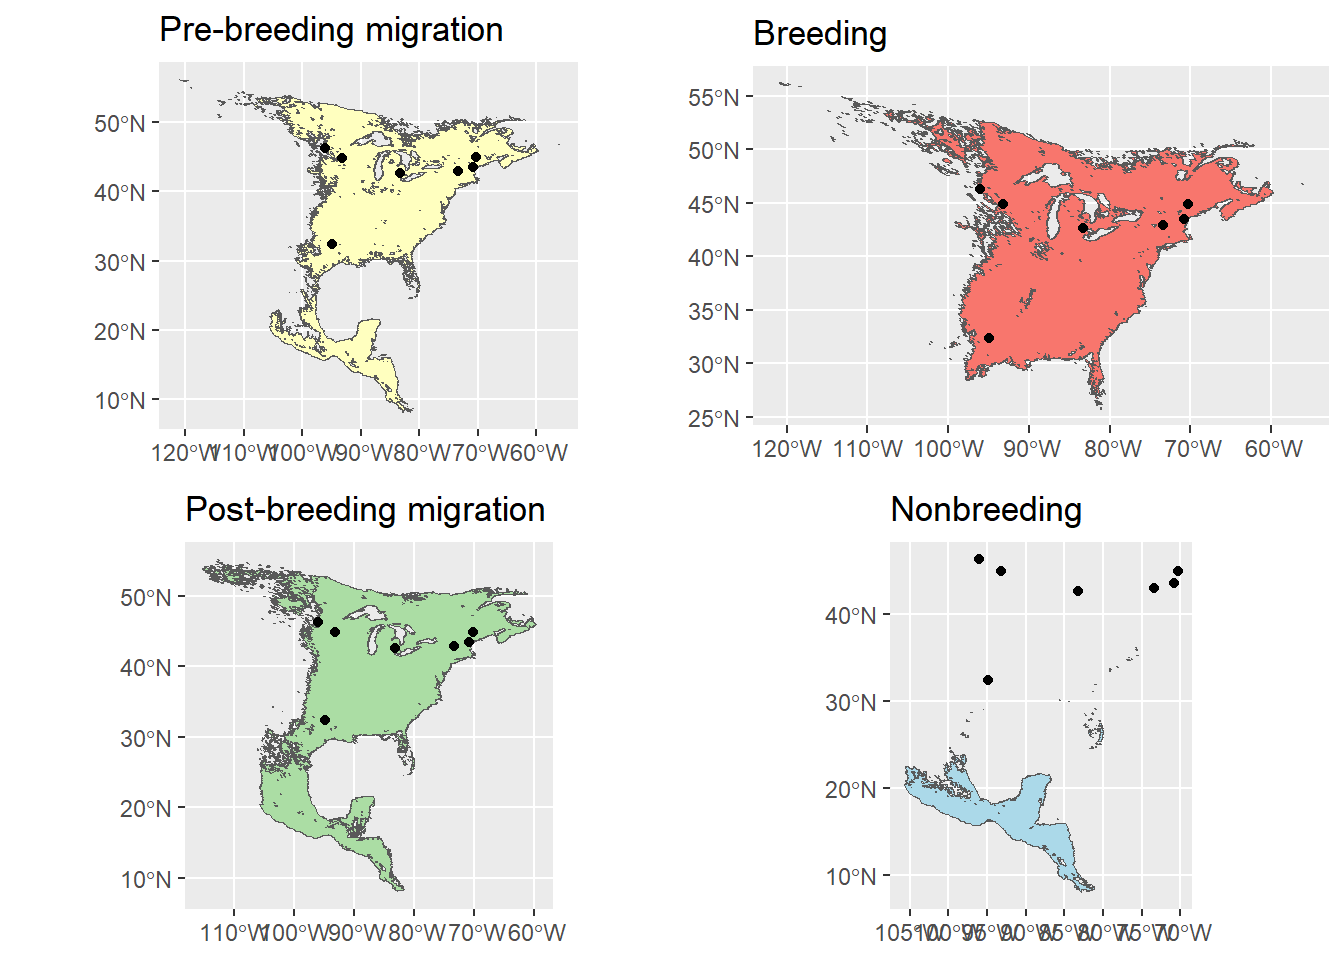 Pre-breeding migration
50°N
40°N
30°N
20°N
10°N
120°W 110°W 100°W 90°W 80°W 70°W 60°W
Breeding
55°N
50°N
45°N
40°N
35°N
30°N
25°N
120°W 110°W 100°W 90°W 80°W 70°W 60°W
Post-breeding migration
50°N
40°N
30°N
20°N
10°N
110°W 100°W 90°W 80°W 70°W 60°W
Nonbreeding
40°N
30°N
20°N
10°N
105°W 100°W 95°W 90°W 85°W 80°W 75°W 70°W